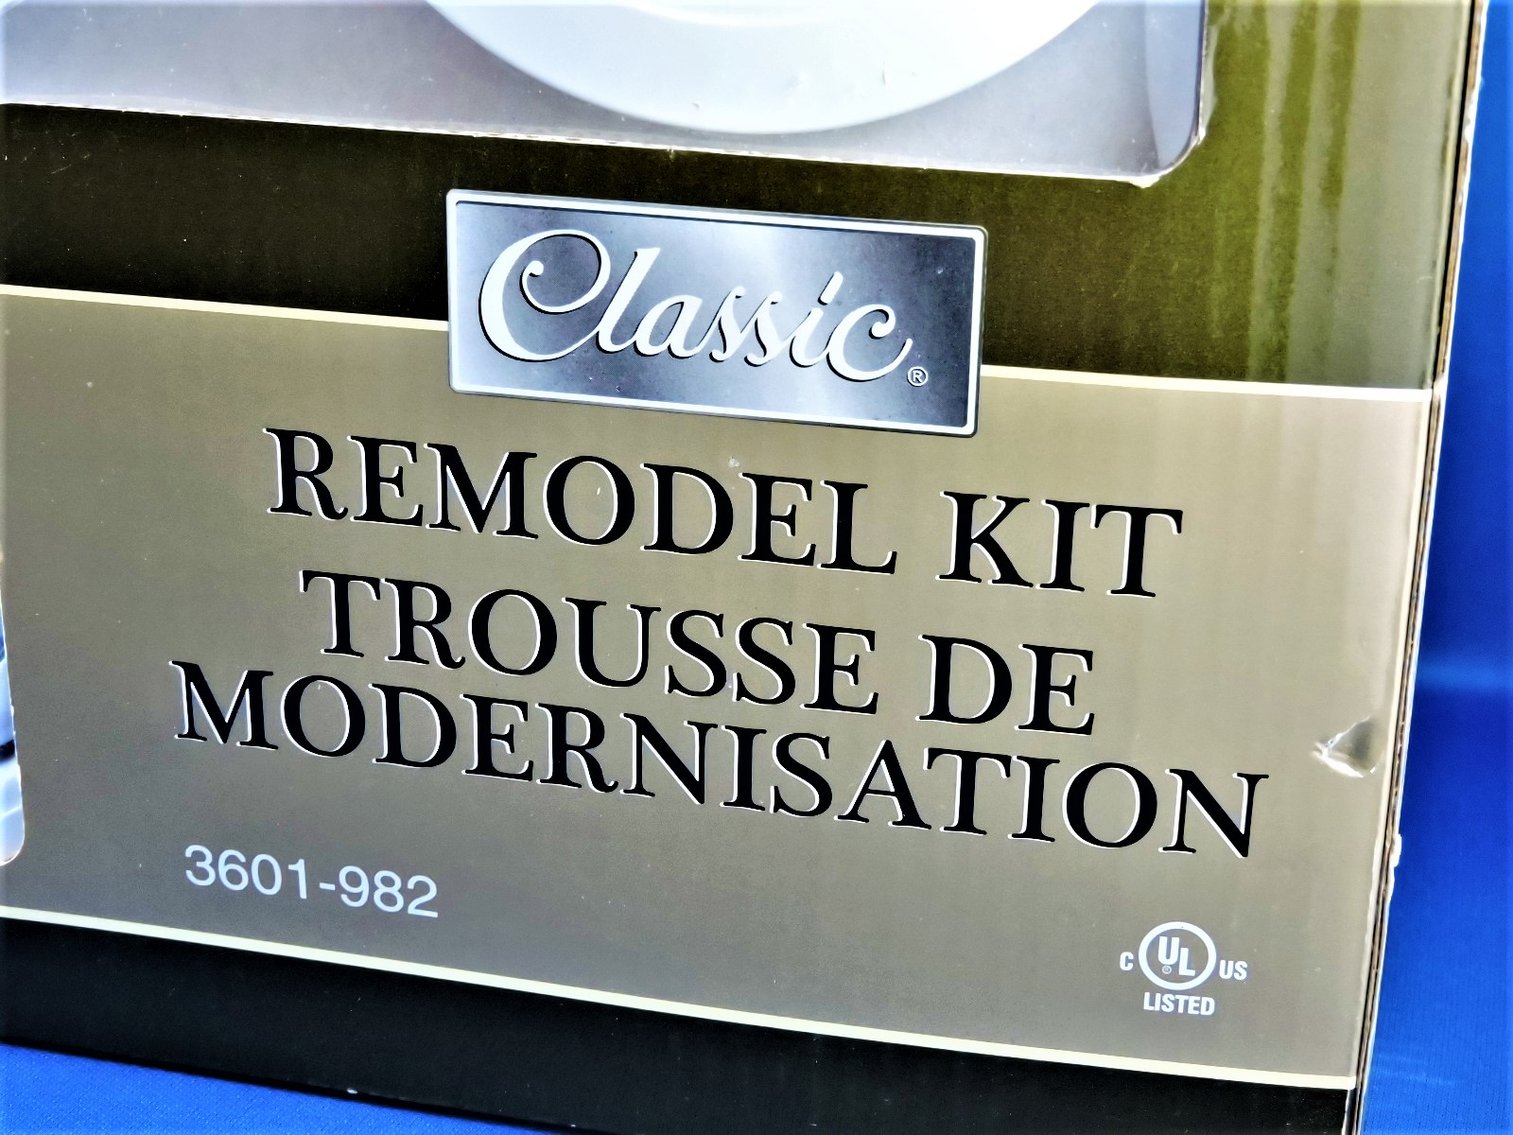 Classic®
REMODEL KIT
TROUSSE DE
MODERNISATION
3601-982
C UL® US
LISTED